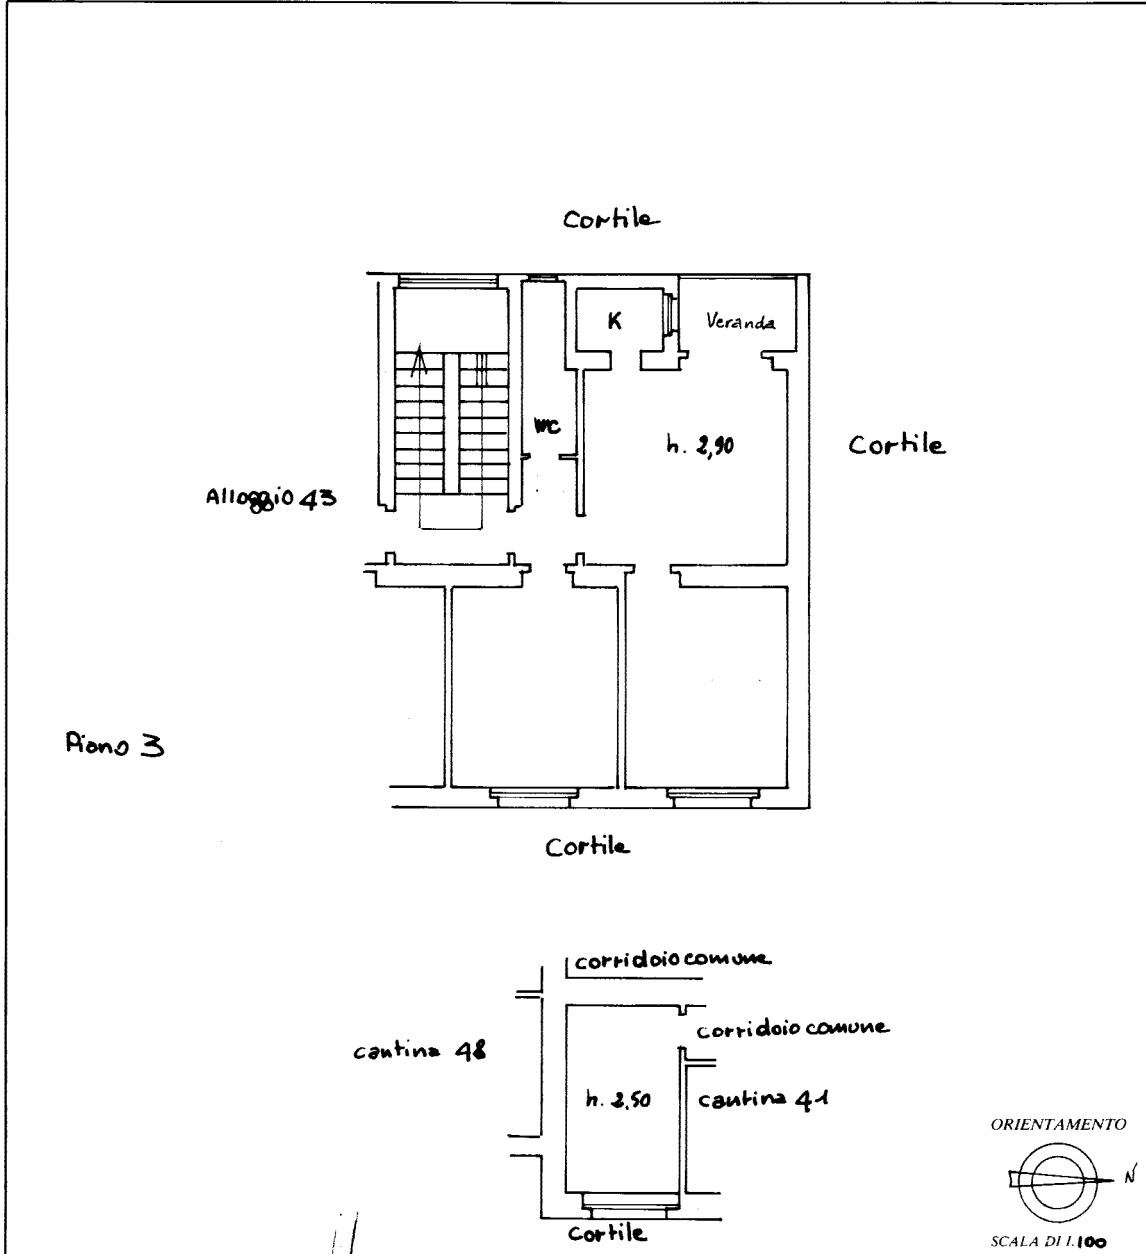 Cortile
K
Veranda
WC
h. 2,90
Cortile
Alloggio 43
Piano 3
Cortile
corridoio comune
corridoio comune
cantina 48
h. 2,50
cantina 41
ORIENTAMENTO
N
Cortile
SCALA DI 1:100